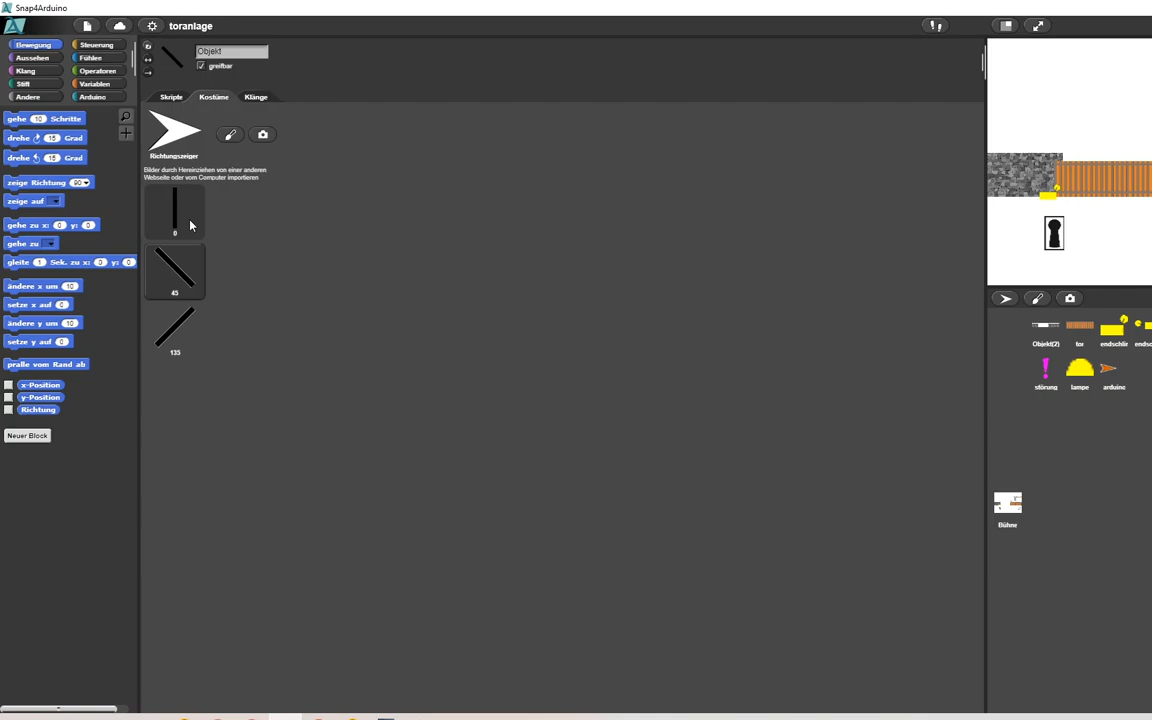 Snap4Arduino
toranlage
Bewegung
Steuerung
Aussehen
Fühlen
Klang
Operatoren
Stift
Variablen
Andere
Arduino
gehe 10 Schritte
drehe 15 Grad
drehe 15 Grad
zeige Richtung 90
zeige auf
gehe zu x: 0 y: 0
gehe zu
gleite 1 Sek. zu x: 0 y: 0
ändere x um 10
setze x auf 0
ändere y um 10
setze y auf 0
pralle vom Rand ab
x-Position
y-Position
Richtung
Neuer Block
Objekt
greifbar
Skripte
Kostüme
Klänge
Richtungszeiger
Bilder durch Hereinziehen von einer anderen
Webseite oder vom Computer importieren
0
45
135
Objekt(2)
tor
endschlir
endsc
störung
lampe
arduino
Bühne